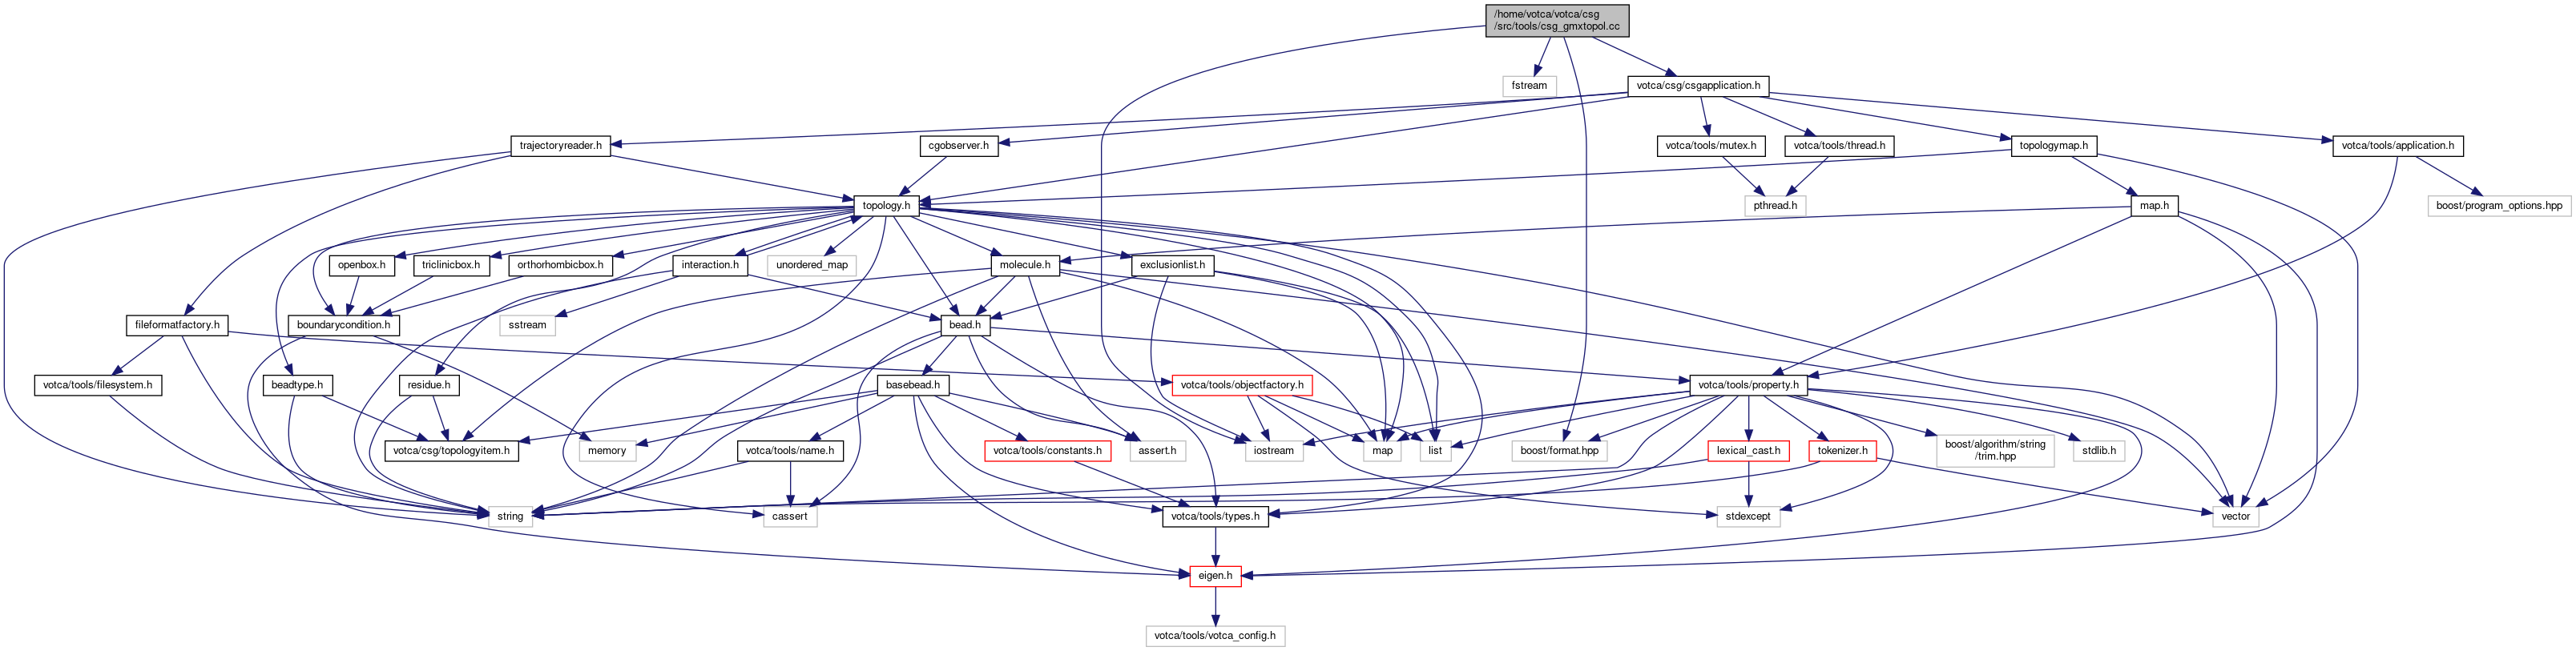 /home/votca/votca/csg
/src/tools/csg_gmxtopol.cc
fstream
votca/csg/csgapplication.h
trajectoryreader.h
cgobserver.h
votca/tools/mutex.h
votca/tools/thread.h
topologymap.h
votca/tools/application.h
topology.h
pthread.h
map.h
boost/program_options.hpp
openbox.h
triclinicbox.h
orthorhombicbox.h
interaction.h
unordered_map
molecule.h
exclusionlist.h
fileformatfactory.h
boundarycondition.h
sstream
bead.h
votca/tools/filesystem.h
beadtype.h
residue.h
basebead.h
votca/tools/objectfactory.h
votca/tools/property.h
votca/csg/topologyitem.h
memory
votca/tools/name.h
votca/tools/constants.h
assert.h
iostream
map
list
boost/format.hpp
lexical_cast.h
tokenizer.h
boost/algorithm/string
/trim.hpp
stdlib.h
string
cassert
votca/tools/types.h
stdexcept
vector
eigen.h
votca/tools/votca_config.h